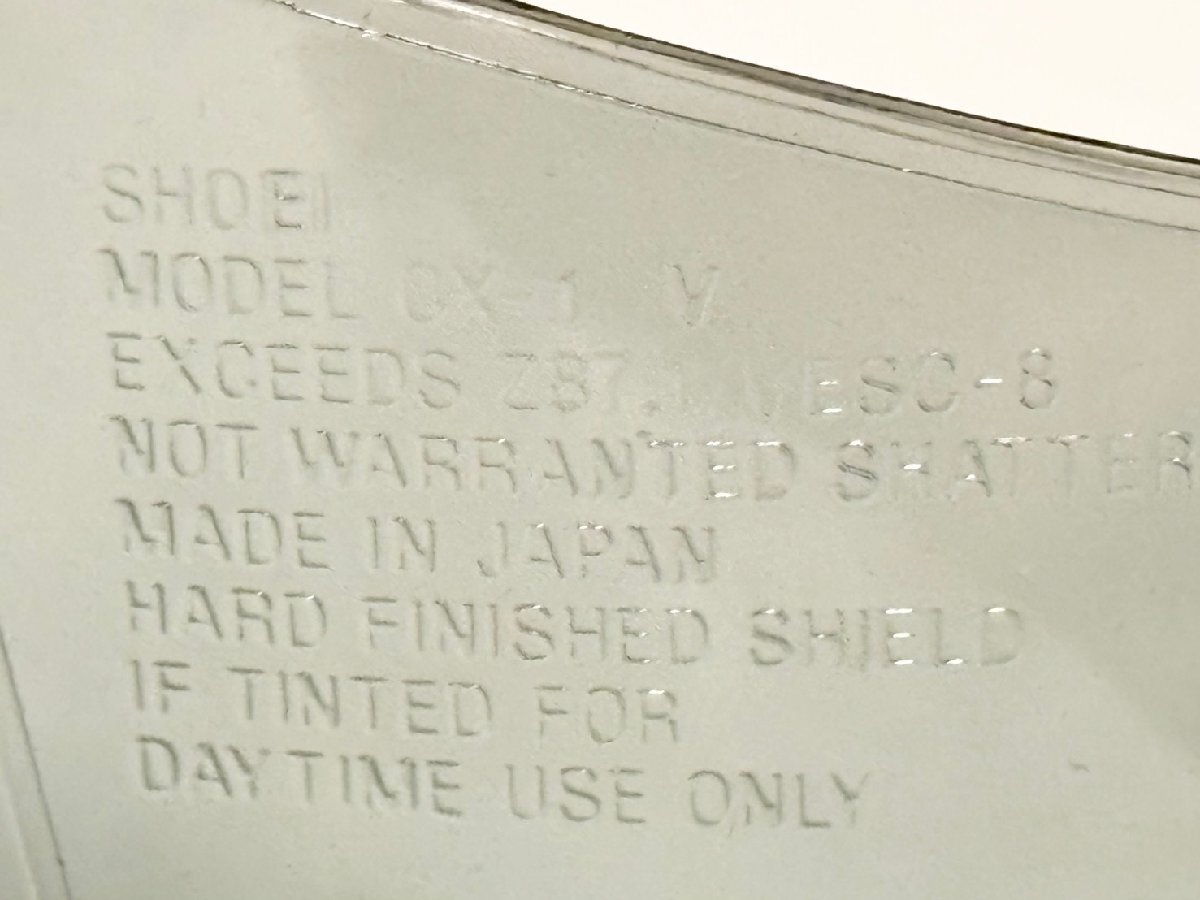 SHOEI
MODEL CX-1 V
EXCEEDS Z87.1 VESC-8
NOT WARRANTED SHATTER
MADE IN JAPAN
HARD FINISHED SHIELD
IF TINTED FOR
DAYTIME USE ONLY